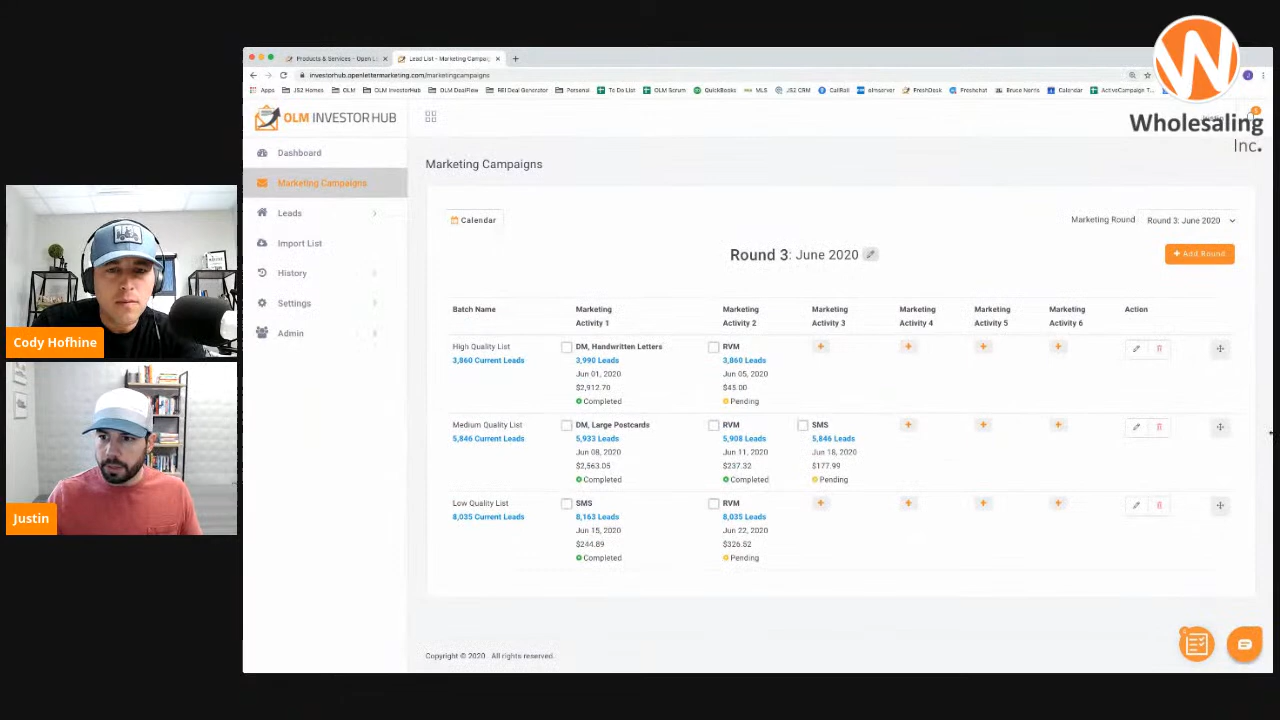 Products & Services - Open L
Lead List - Marketing Campaig
investorhub.openlettermarketing.com/marketingcampaigns
Apps
JS2 Homes
OLM
OLM InvestorHub
OLM DealFlow
REI Deal Generator
Personal
To Do List
OLM Scrum
QuickBooks
MLS
JS2 CRM
CallRail
olmserver
FreshDesk
Freshchat
Bruce Norris
Calendar
ActiveCampaign T...
W
Wholesaling
Inc.
OLM INVESTOR HUB
Dashboard
Marketing Campaigns
Leads
Import List
History
Settings
Admin
Marketing Campaigns
Calendar
Marketing Round
Round 3: June 2020
Round 3: June 2020
+ Add Round
Batch Name
Marketing Activity 1
Marketing Activity 2
Marketing Activity 3
Marketing Activity 4
Marketing Activity 5
Marketing Activity 6
Action
High Quality List
3,860 Current Leads
DM, Handwritten Letters
3,990 Leads
Jun 01, 2020
$2,912.70
Completed
RVM
3,860 Leads
Jun 05, 2020
$45.00
Pending
Medium Quality List
5,846 Current Leads
DM, Large Postcards
5,933 Leads
Jun 08, 2020
$2,563.05
Completed
RVM
5,908 Leads
Jun 11, 2020
$237.32
Completed
SMS
5,846 Leads
Jun 18, 2020
$177.99
Pending
Low Quality List
8,035 Current Leads
SMS
8,163 Leads
Jun 15, 2020
$244.89
Completed
RVM
8,035 Leads
Jun 22, 2020
$326.52
Pending
Copyright © 2020 All rights reserved.
Cody Hofhine
Justin